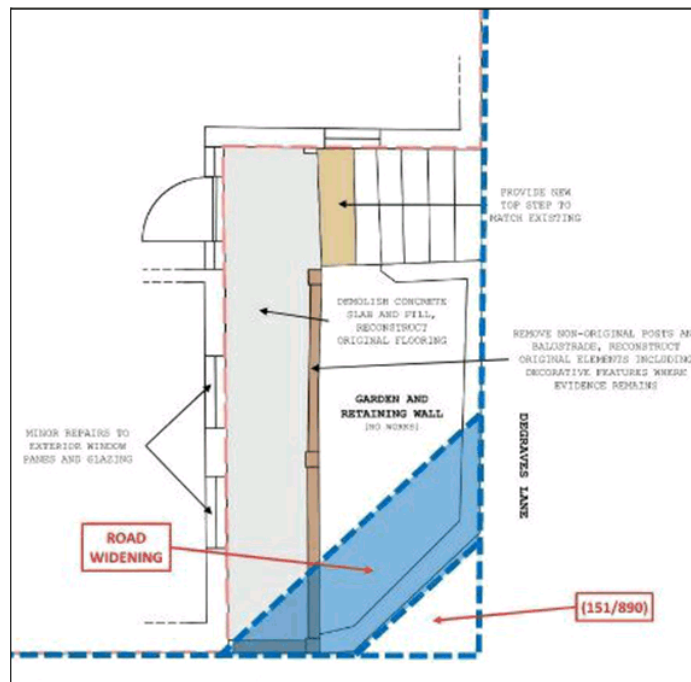 PROVIDE NEW
TOP STEP TO
MATCH EXISTING
DEMOLISH CONCRETE
SLAB AND FILL,
RECONSTRUCT
ORIGINAL FLOORING
REMOVE NON-ORIGINAL POSTS AN
BALUSTRADE, RECONSTRUCT
ORIGINAL ELEMENTS INCLUDING
DECORATIVE FEATURES WHERE
EVIDENCE REMAINS
GARDEN AND
RETAINING WALL
(NO WORKS)
MINOR REPAIRS TO
EXTERIOR WINDOW
PANES AND GLAZING
DEGRAVES LANE
ROAD
WIDENING
(151/890)